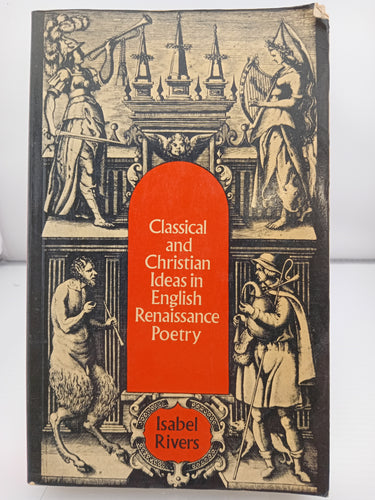 Classical
and
Christian
Ideas in
English
Renaissance
Poetry
Isabel
Rivers